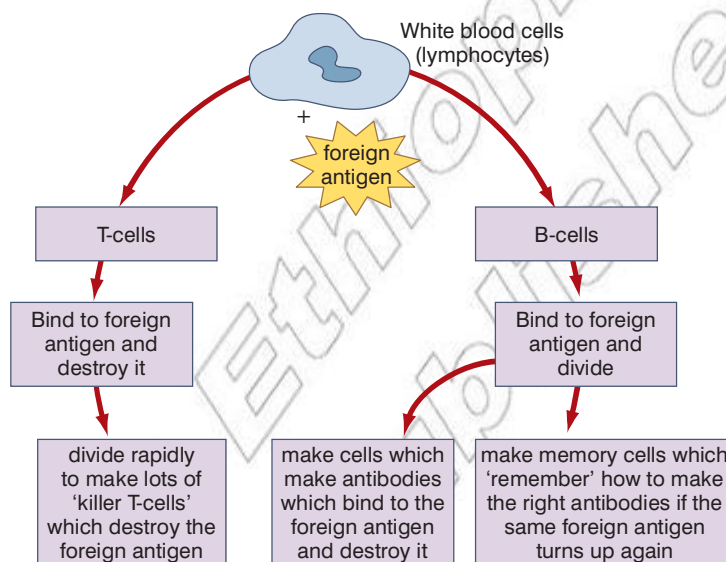 White blood cells
(lymphocytes)
+
foreign
antigen
T-cells
B-cells
Bind to foreign
antigen and
destroy it
Bind to foreign
antigen and
divide
divide rapidly
to make lots of
‘killer T-cells’
which destroy the
foreign antigen
make cells which
make antibodies
which bind to the
foreign antigen
and destroy it
make memory cells which
‘remember’ how to make
the right antibodies if the
same foreign antigen
turns up again